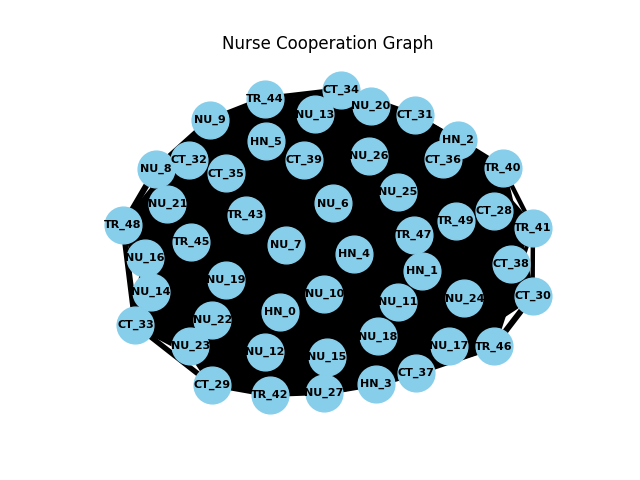 Nurse Cooperation Graph
CT_34
TR_44
NU_20
NU_13
CT_31
NU_9
HN_2
HN_5
NU_26
CT_32
CT_39
CT_36
NU_8
TR_40
CT_35
NU_25
NU_21
NU_6
CT_28
TR_43
TR_49
TR_48
TR_41
TR_47
TR_45
NU_7
HN_4
NU_16
CT_38
HN_1
NU_19
NU_14
NU_10
CT_30
NU_24
NU_11
HN_0
NU_22
CT_33
NU_18
NU_23
NU_17
TR_46
NU_12
NU_15
CT_37
CT_29
HN_3
NU_27
TR_42